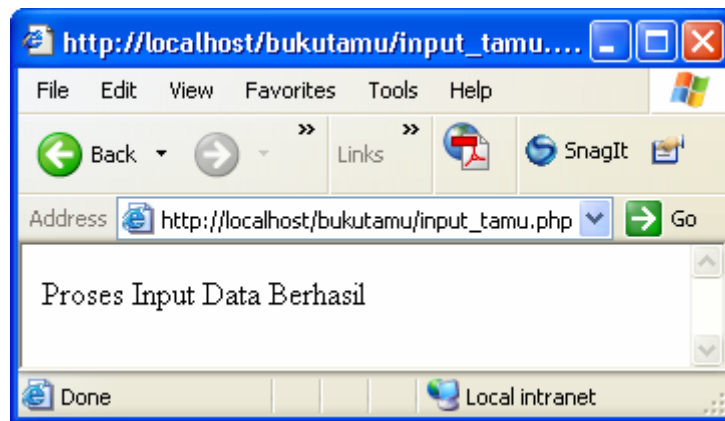 http://localhost/bukutamu/input_tamu....
File Edit View Favorites Tools Help
Back Links SnagIt
Address http://localhost/bukutamu/input_tamu.php Go
Proses Input Data Berhasil
Done Local intranet